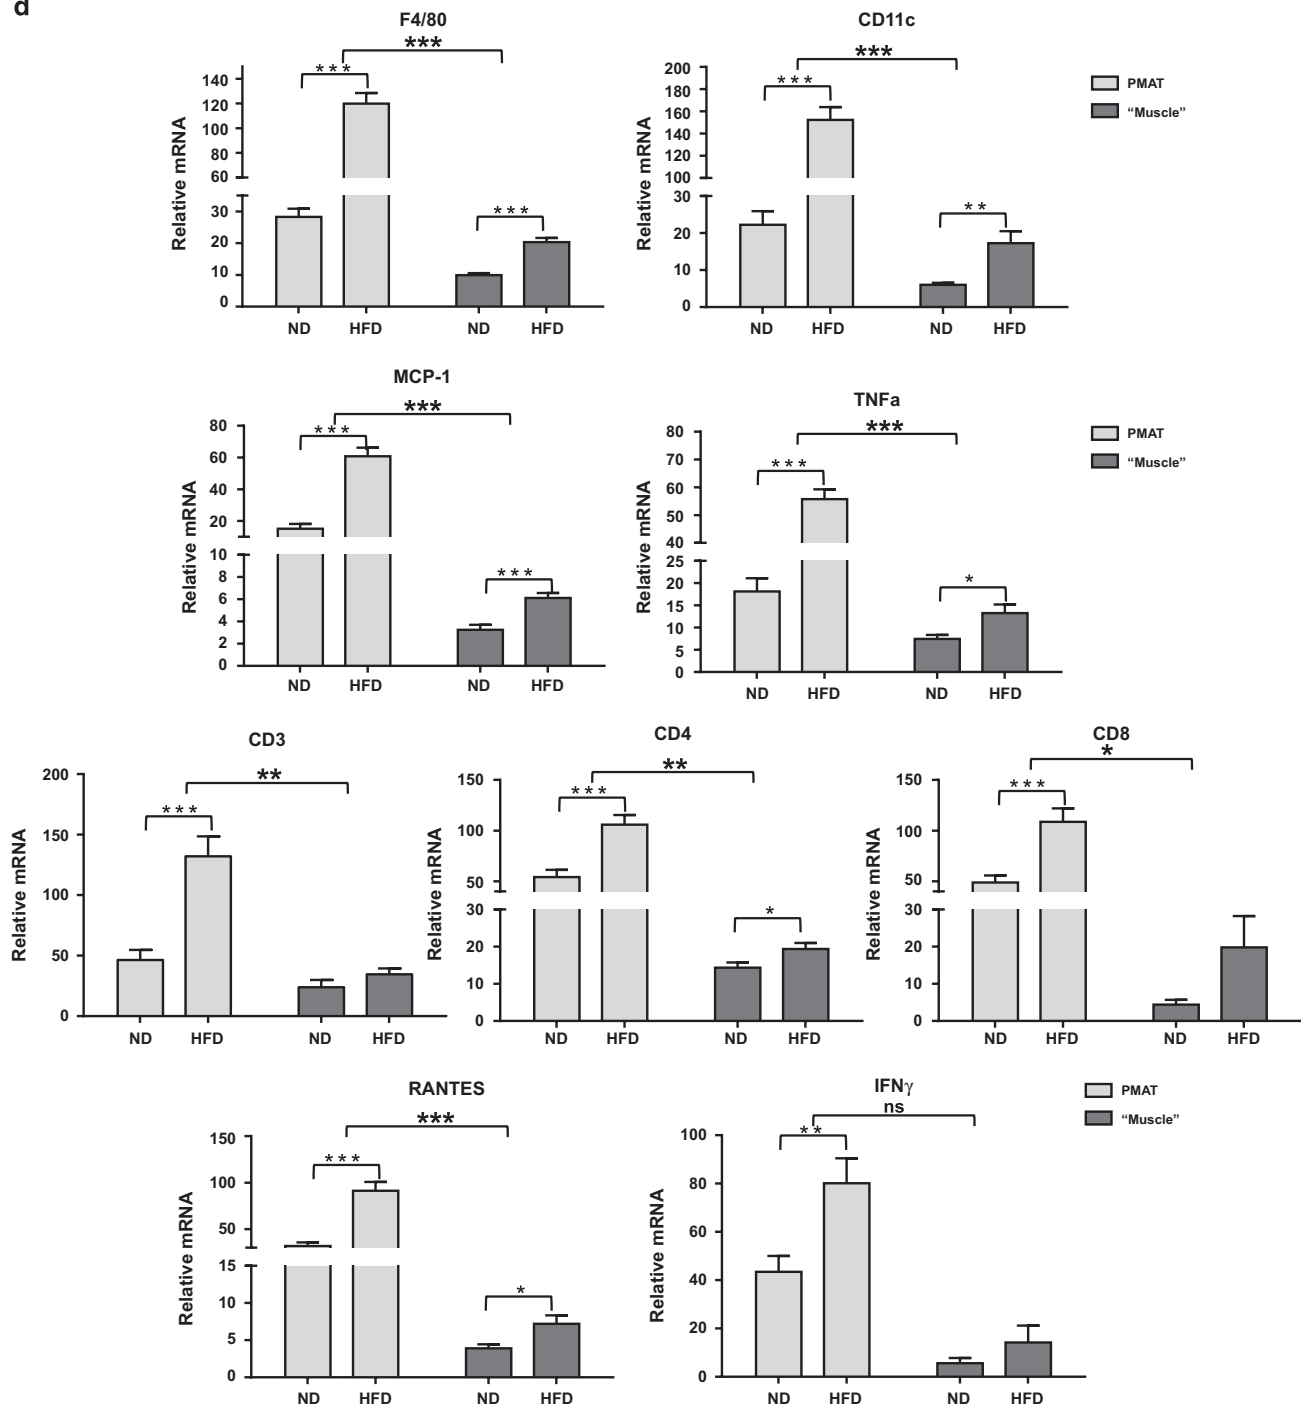 d
F4/80
***
***
***
Relative mRNA
140
120
100
80
60
30
20
10
0
ND HFD ND HFD
CD11c
***
***
**
Relative mRNA
200
180
160
140
120
100
30
20
10
0
ND HFD ND HFD
PMAT
“Muscle”
MCP-1
***
***
***
Relative mRNA
80
60
40
20
10
8
6
4
2
0
ND HFD ND HFD
TNFa
***
***
*
Relative mRNA
80
70
60
50
40
25
20
15
10
5
0
ND HFD ND HFD
PMAT
“Muscle”
CD3
**
***
Relative mRNA
200
150
100
50
0
ND HFD ND HFD
CD4
**
***
*
Relative mRNA
150
100
50
30
20
10
0
ND HFD ND HFD
CD8
*
***
Relative mRNA
150
100
50
30
20
10
0
ND HFD ND HFD
RANTES
***
***
*
Relative mRNA
150
100
50
15
10
5
0
ND HFD ND HFD
IFNγ
ns
**
Relative mRNA
100
80
60
40
20
0
ND HFD ND HFD
PMAT
“Muscle”